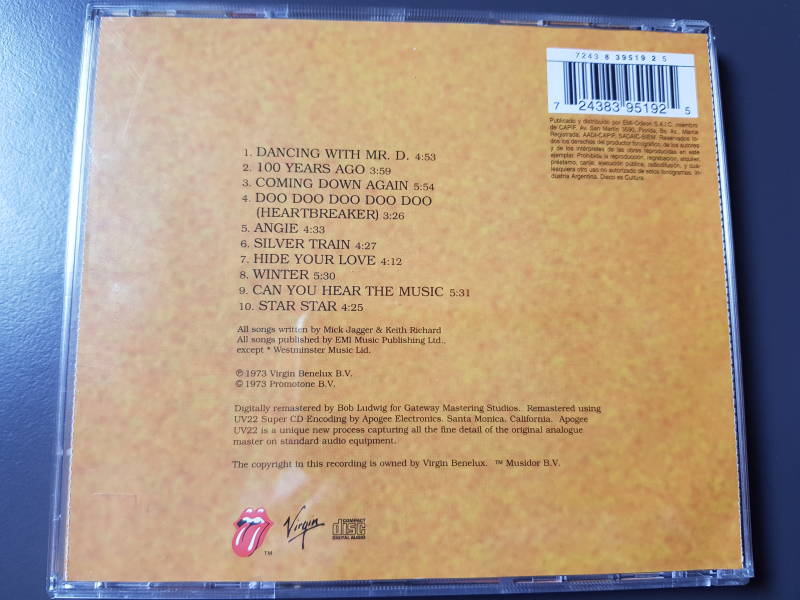 7243 8 39519 2 5
7 24383 95192 5
Publicado y distribuido por EMI-Odeon S.A.I.C. miembro
de CAPIF. Av. San Martín 3590, Florida, Bs. As., Marca
Registrada. AADI-CAPIF, SADAIC-BIEM. Reservados to-
dos los derechos del productor fonográfico, de los autores
y de los intérpretes de las obras reproducidas en este
ejemplar. Prohibida la reproducción, regrabación, alquiler,
préstamo, canje, ejecución pública, radiodifusión, y cua-
lesquiera otro uso no autorizado de estos fonogramas. In-
dustria Argentina. Disco es Cultura.
1. DANCING WITH MR. D. 4:53
2. 100 YEARS AGO 3:59
3. COMING DOWN AGAIN 5:54
4. DOO DOO DOO DOO DOO
(HEARTBREAKER) 3:26
5. ANGIE 4:33
6. SILVER TRAIN 4:27
7. HIDE YOUR LOVE 4:12
8. WINTER 5:30
9. CAN YOU HEAR THE MUSIC 5:31
10. STAR STAR 4:25
All songs written by Mick Jagger & Keith Richard
All songs published by EMI Music Publishing Ltd.,
except * Westminster Music Ltd.
℗ 1973 Virgin Benelux B.V.
© 1973 Promotone B.V.
Digitally remastered by Bob Ludwig for Gateway Mastering Studios. Remastered using
UV22 Super CD Encoding by Apogee Electronics. Santa Monica. California. Apogee
UV22 is a unique new process capturing all the fine detail of the original analogue
master on standard audio equipment.
The copyright in this recording is owned by Virgin Benelux. ™ Musidor B.V.
™
Virgin
COMPACT
disc
DIGITAL AUDIO